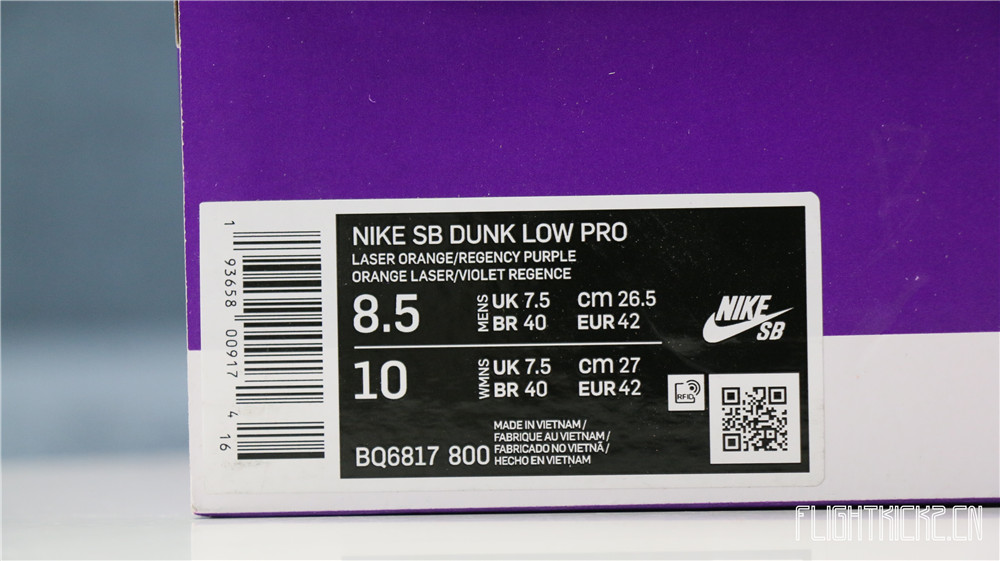 1 93658 00917 4 16
NIKE SB DUNK LOW PRO
LASER ORANGE/REGENCY PURPLE
ORANGE LASER/VIOLET REGENCE
8.5 MENS UK 7.5 cm 26.5
BR 40 EUR 42
NIKE
SB
10 WMNS UK 7.5 cm 27
BR 40 EUR 42
RFID
MADE IN VIETNAM /
FABRIQUE AU VIETNAM /
FABRICADO NO VIETNÃ /
BQ6817 800 HECHO EN VIETNAM
FLIGHTKICKZ.CN